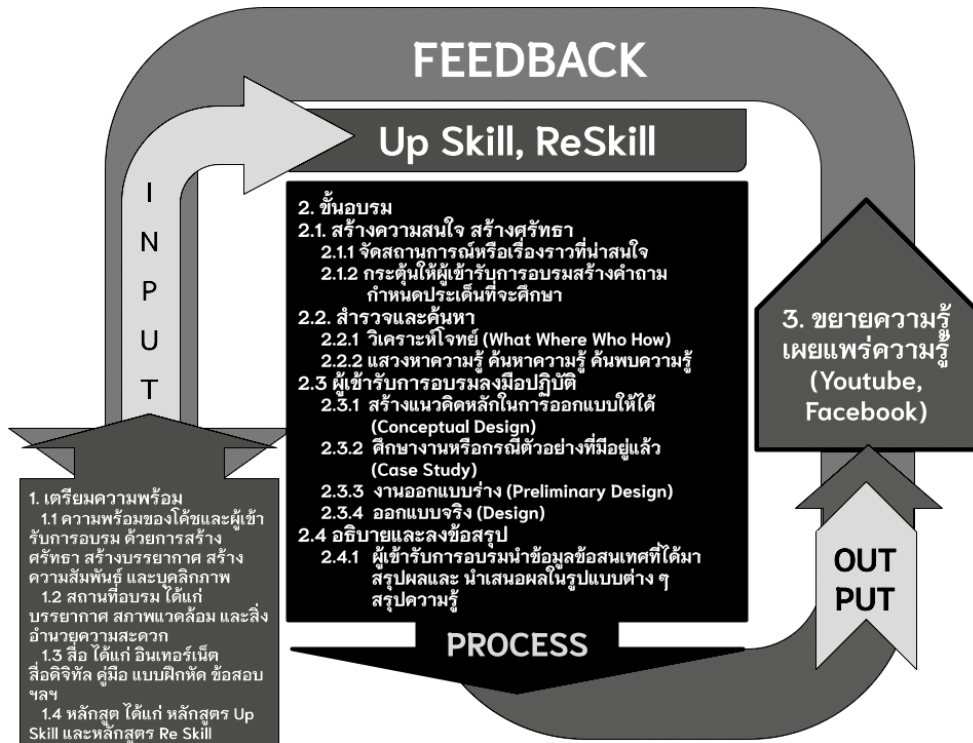 FEEDBACK
Up Skill, ReSkill
INPUT
1. เตรียมความพร้อม
1.1 ความพร้อมของโค้ชและผู้เข้า
รับการอบรม ด้วยการสร้าง
ศรัทธา สร้างบรรยากาศ สร้าง
ความสัมพันธ์ และบุคลิกภาพ
1.2 สถานที่อบรม ได้แก่
บรรยากาศ สภาพแวดล้อม และสิ่ง
อำนวยความสะดวก
1.3 สื่อ ได้แก่ อินเทอร์เน็ต
สื่อดิจิทัล คู่มือ แบบฝึกหัด ข้อสอบ
ฯลฯ
1.4 หลักสูต ได้แก่ หลักสูตร Up
Skill และหลักสูตร Re Skill
2. ขั้นอบรม
2.1. สร้างความสนใจ สร้างศรัทธา
2.1.1 จัดสถานการณ์หรือเรื่องราวที่น่าสนใจ
2.1.2 กระตุ้นให้ผู้เข้ารับการอบรมสร้างคำถาม
กำหนดประเด็นที่จะศึกษา
2.2. สำรวจและค้นหา
2.2.1 วิเคราะห์โจทย์ (What Where Who How)
2.2.2 แสวงหาความรู้ ค้นหาความรู้ ค้นพบความรู้
2.3 ผู้เข้ารับการอบรมลงมือปฏิบัติ
2.3.1 สร้างแนวคิดหลักในการออกแบบให้ได้
(Conceptual Design)
2.3.2 ศึกษางานหรือกรณีตัวอย่างที่มีอยู่แล้ว
(Case Study)
2.3.3 งานออกแบบร่าง (Preliminary Design)
2.3.4 ออกแบบจริง (Design)
2.4 อธิบายและลงข้อสรุป
2.4.1 ผู้เข้ารับการอบรมนำข้อมูลข้อสนเทศที่ได้มา
สรุปผลและ นำเสนอผลในรูปแบบต่าง ๆ
สรุปความรู้
PROCESS
3. ขยายความรู้
เผยแพร่ความรู้
(Youtube,
Facebook)
OUT
PUT